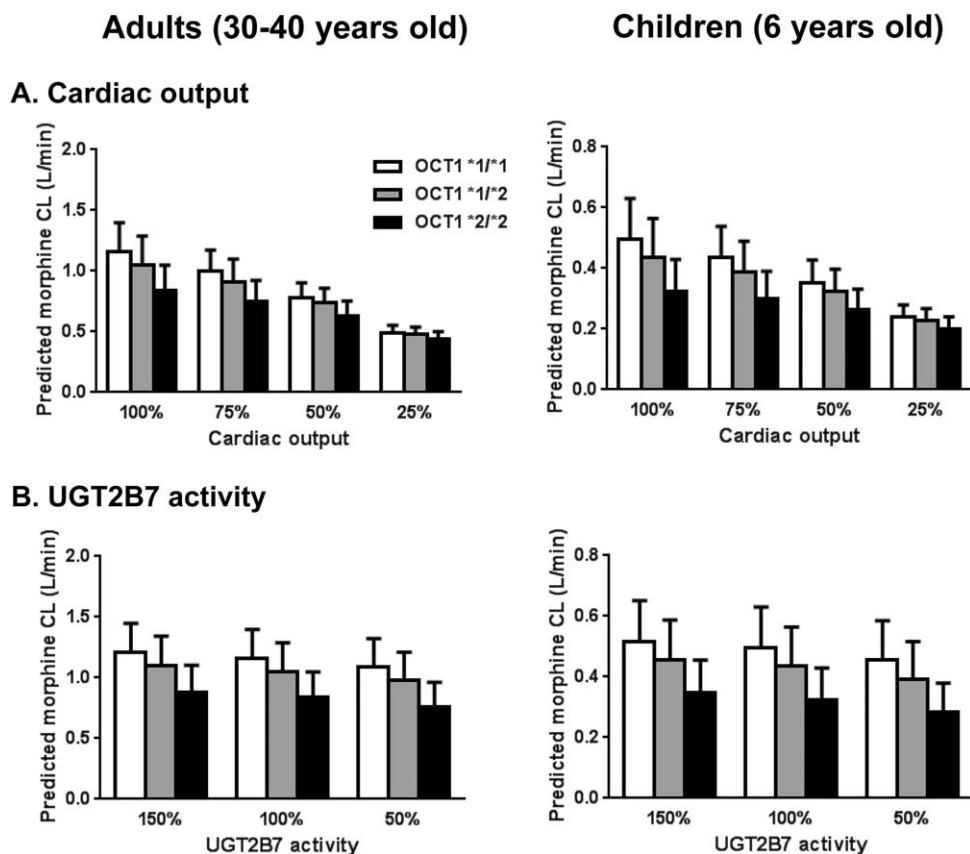 Adults (30-40 years old)
Children (6 years old)
A. Cardiac output
Predicted morphine CL (L/min)
2.0
1.5
1.0
0.5
0.0
OCT1 *1/*1
OCT1 *1/*2
OCT1 *2/*2
100% 75% 50% 25%
Cardiac output
Predicted morphine CL (L/min)
0.8
0.6
0.4
0.2
0.0
100% 75% 50% 25%
Cardiac output
B. UGT2B7 activity
Predicted morphine CL (L/min)
2.0
1.5
1.0
0.5
0.0
150% 100% 50%
UGT2B7 activity
Predicted morphine CL (L/min)
0.8
0.6
0.4
0.2
0.0
150% 100% 50%
UGT2B7 activity